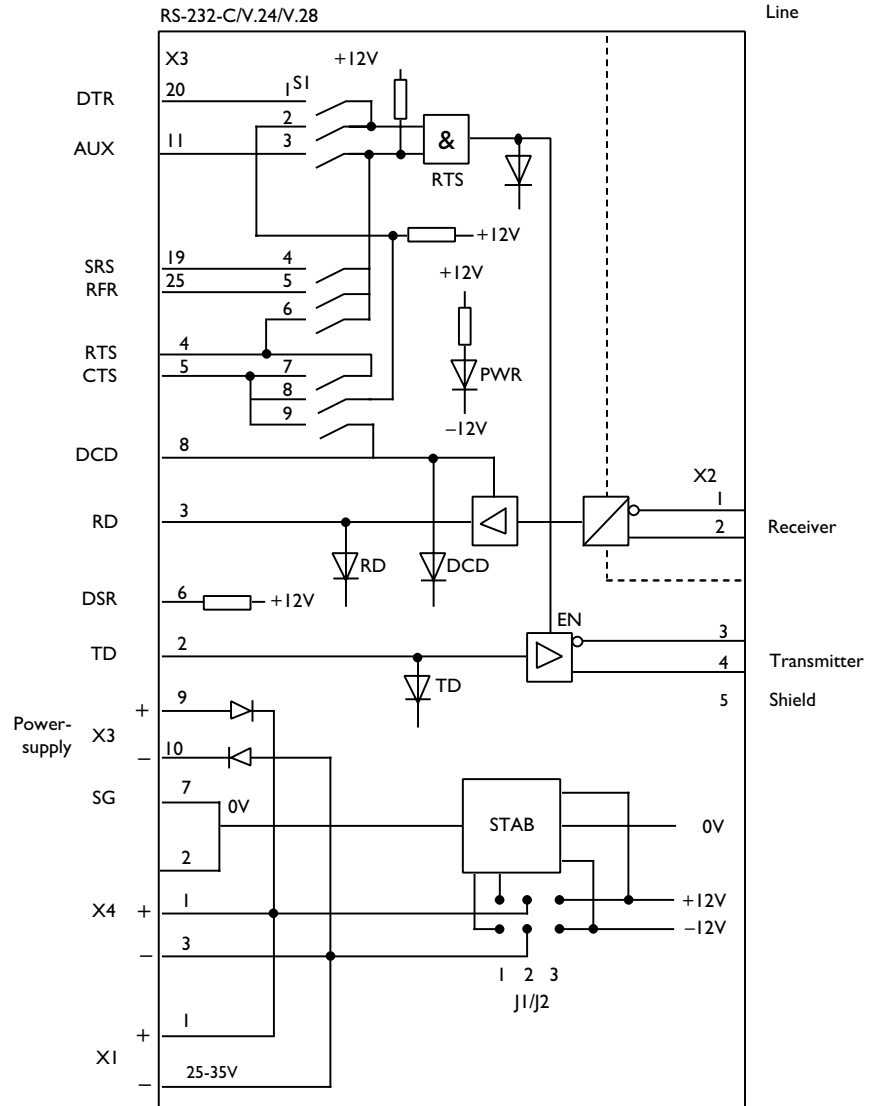 RS-232-C/V.24/V.28
Line
X3
+12V
DTR 20 1 S1
2
AUX 11 3
&
RTS
+12V
SRS 19 4
RFR 25 5
+12V
6
RTS 4
CTS 5 7
PWR
8
9
−12V
DCD 8
X2
1
RD 3
2 Receiver
RD
DCD
DSR 6 +12V
EN
3
TD 2
4 Transmitter
TD
5 Shield
+ 9
Power-
supply
X3
− 10
SG 7
0V
STAB
0V
2
X4 + 1
+12V
−12V
− 3
1 2 3
J1/J2
+ 1
X1
− 25-35V